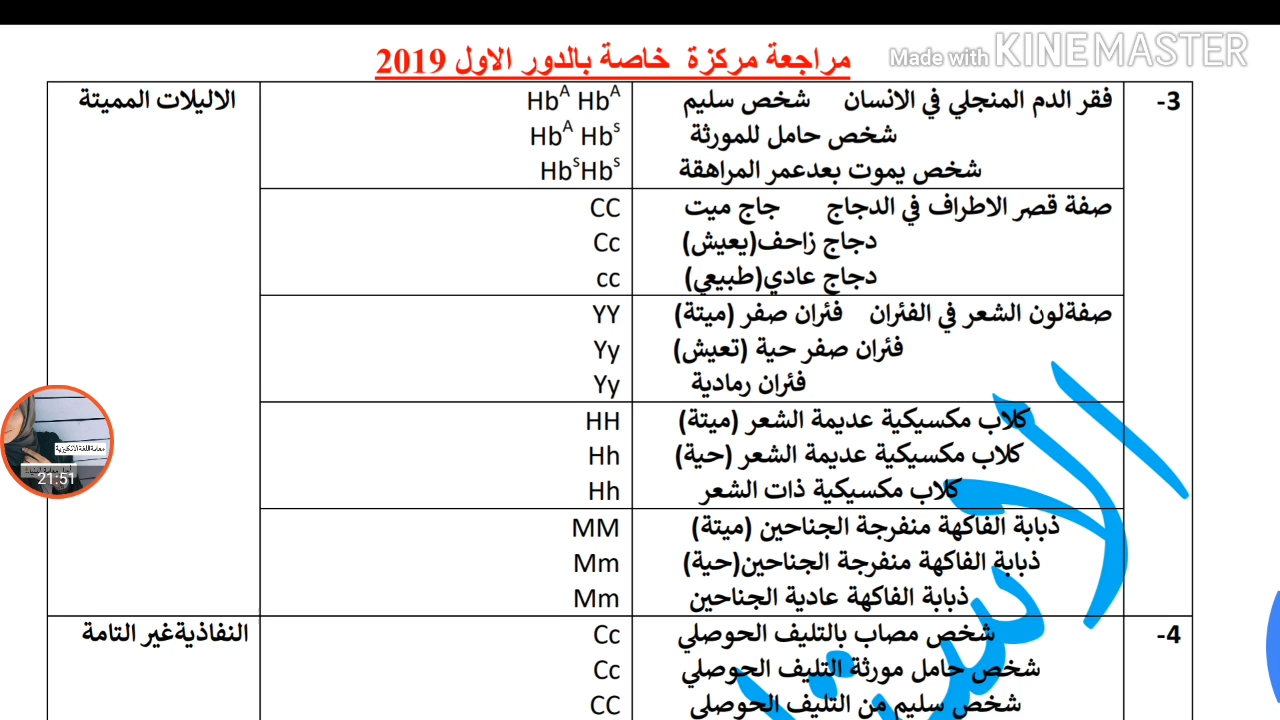 مراجعة مركزة خاصة بالدور الاول 2019
Made with KINEMASTER
3- فقر الدم المنجلي في الانسان شخص سليم Hbᴬ Hbᴬ الاليلات المميتة
شخص حامل للمورثة Hbᴬ Hbˢ
شخص يموت بعدعمر المراهقة HbˢHbˢ
صفة قصر الاطراف في الدجاج جاج ميت CC
دجاج زاحف(يعيش) Cc
دجاج عادي(طبيعي) cc
صفةلون الشعر في الفئران فئران صفر (ميتة) YY
فئران صفر حية (تعيش) Yy
فئران رمادية Yy
كلاب مكسيكية عديمة الشعر (ميتة) HH
كلاب مكسيكية عديمة الشعر (حية) Hh
كلاب مكسيكية ذات الشعر Hh
ذبابة الفاكهة منفرجة الجناحين (ميتة) MM
ذبابة الفاكهة منفرجة الجناحين(حية) Mm
ذبابة الفاكهة عادية الجناحين Mm
4- شخص مصاب بالتليف الحوصلي Cc النفاذيةغير التامة
شخص حامل مورثة التليف الحوصلي Cc
شخص سليم من التليف الحوصلي CC
21:51